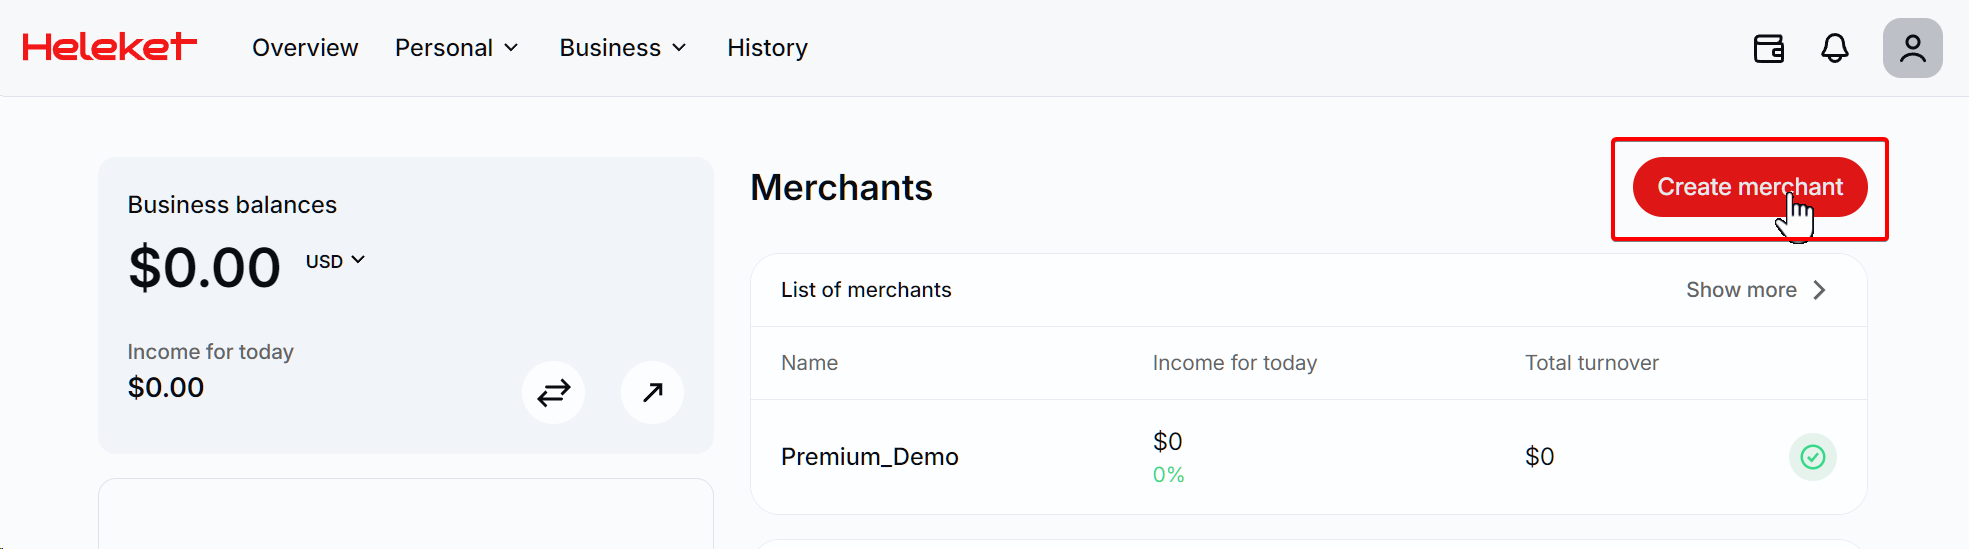 Heleket
Overview
Personal
Business
History
Business balances
$0.00 USD
Income for today
$0.00
Merchants
Create merchant
List of merchants
Show more
Name
Income for today
Total turnover
Premium_Demo
$0
0%
$0